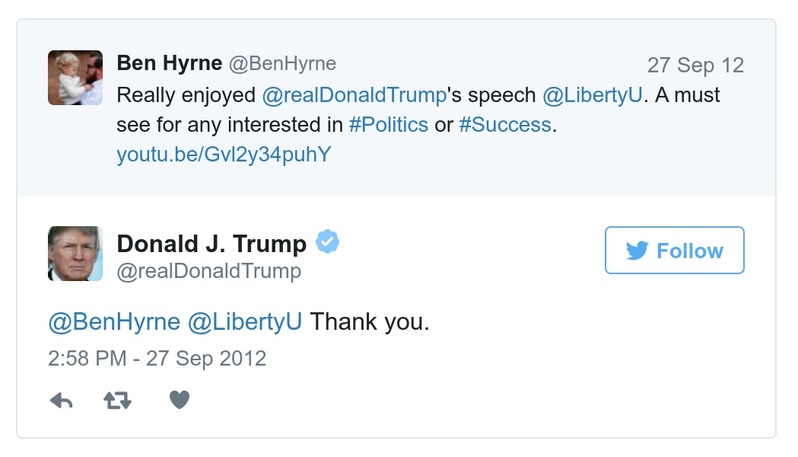 Ben Hyrne @BenHyrne 27 Sep 12
Really enjoyed @realDonaldTrump's speech @LibertyU. A must
see for any interested in #Politics or #Success.
youtu.be/Gvl2y34puhY
Donald J. Trump
@realDonaldTrump
Follow
@BenHyrne @LibertyU Thank you.
2:58 PM - 27 Sep 2012